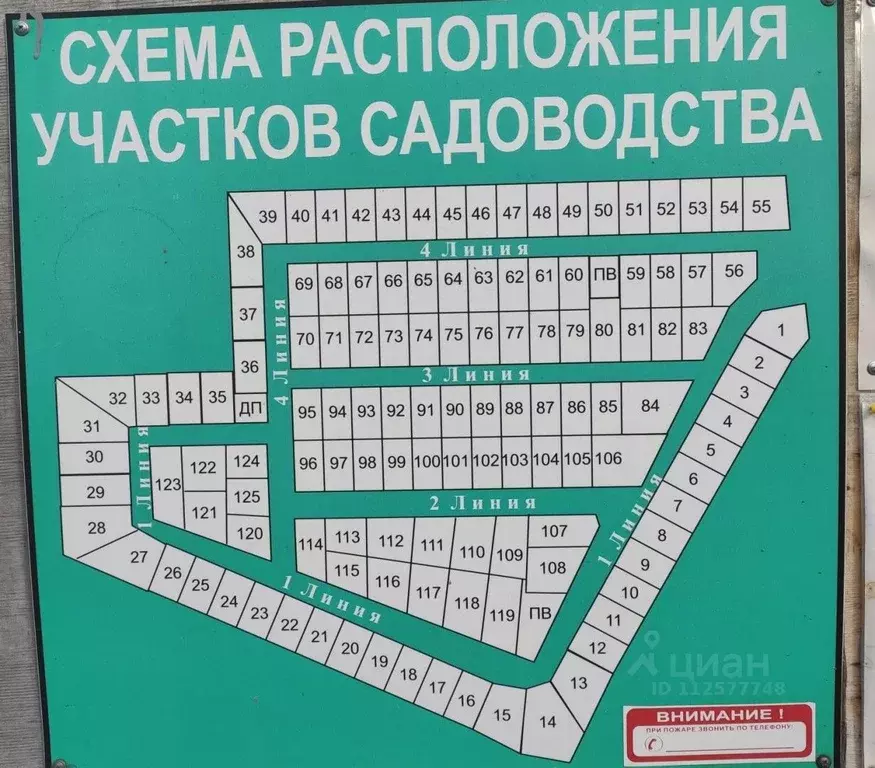 СХЕМА РАСПОЛОЖЕНИЯ
УЧАСТКОВ САДОВОДСТВА
39 40 41 42 43 44 45 46 47 48 49 50 51 52 53 54 55
38
4 Линия
69 68 67 66 65 64 63 62 61 60 ПВ 59 58 57 56
37
4 Линия
70 71 72 73 74 75 76 77 78 79 80 81 82 83
1
2
36
3 Линия
3
32 33 34 35
ДП
95 94 93 92 91 90 89 88 87 86 85 84
4
31
5
30
1 Линия
123 122 124
96 97 98 99 100 101 102 103 104 105 106
6
29
121 125
2 Линия
1 Линия
7
28
120
114 113 112 111 110 109 107
8
27
115 116 117 118 119 108
9
26 25 24 23 22 21 20 19 18 17 16 15 14 13
1 Линия
ПВ
10
11
12
циан
ID 112577748
ВНИМАНИЕ !
ПРИ ПОЖАРЕ ЗВОНИТЬ ПО ТЕЛЕФОНУ: